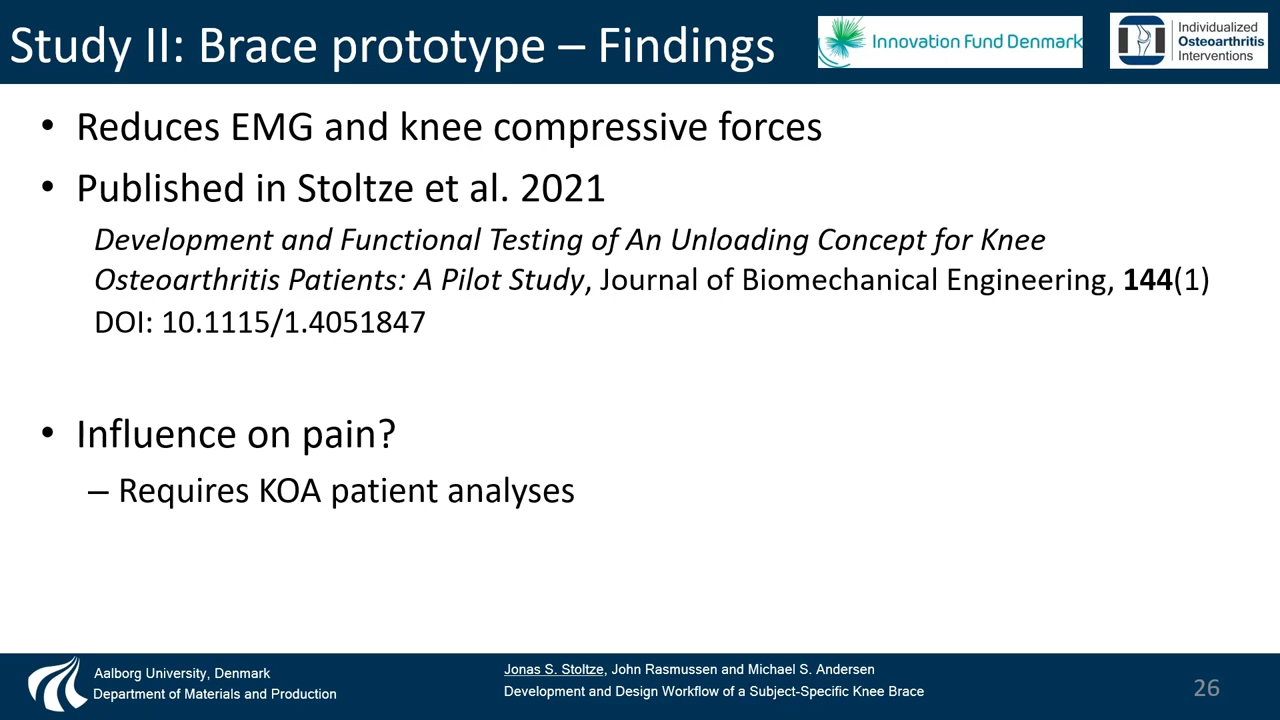 Study II: Brace prototype – Findings
Innovation Fund Denmark
Individualized
Osteoarthritis
Interventions
• Reduces EMG and knee compressive forces
• Published in Stoltze et al. 2021
Development and Functional Testing of An Unloading Concept for Knee
Osteoarthritis Patients: A Pilot Study, Journal of Biomechanical Engineering, 144(1)
DOI: 10.1115/1.4051847
• Influence on pain?
– Requires KOA patient analyses
Aalborg University, Denmark
Department of Materials and Production
Jonas S. Stoltze, John Rasmussen and Michael S. Andersen
Development and Design Workflow of a Subject-Specific Knee Brace
26